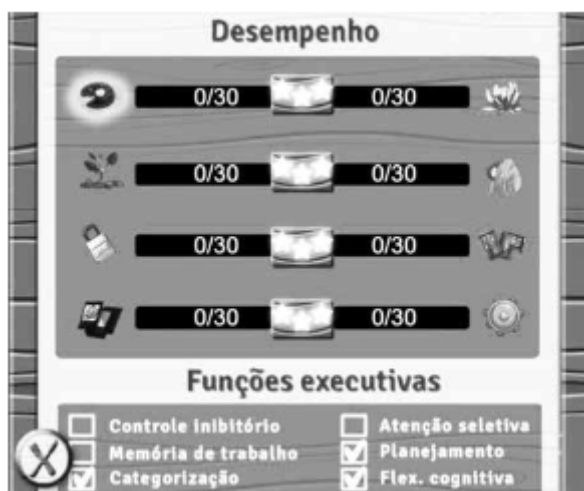 Desempenho
0/30 0/30
0/30 0/30
0/30 0/30
0/30 0/30
Funções executivas
Controle inibitório Atenção seletiva
Memória de trabalho Planejamento
Categorização Flex. cognitiva